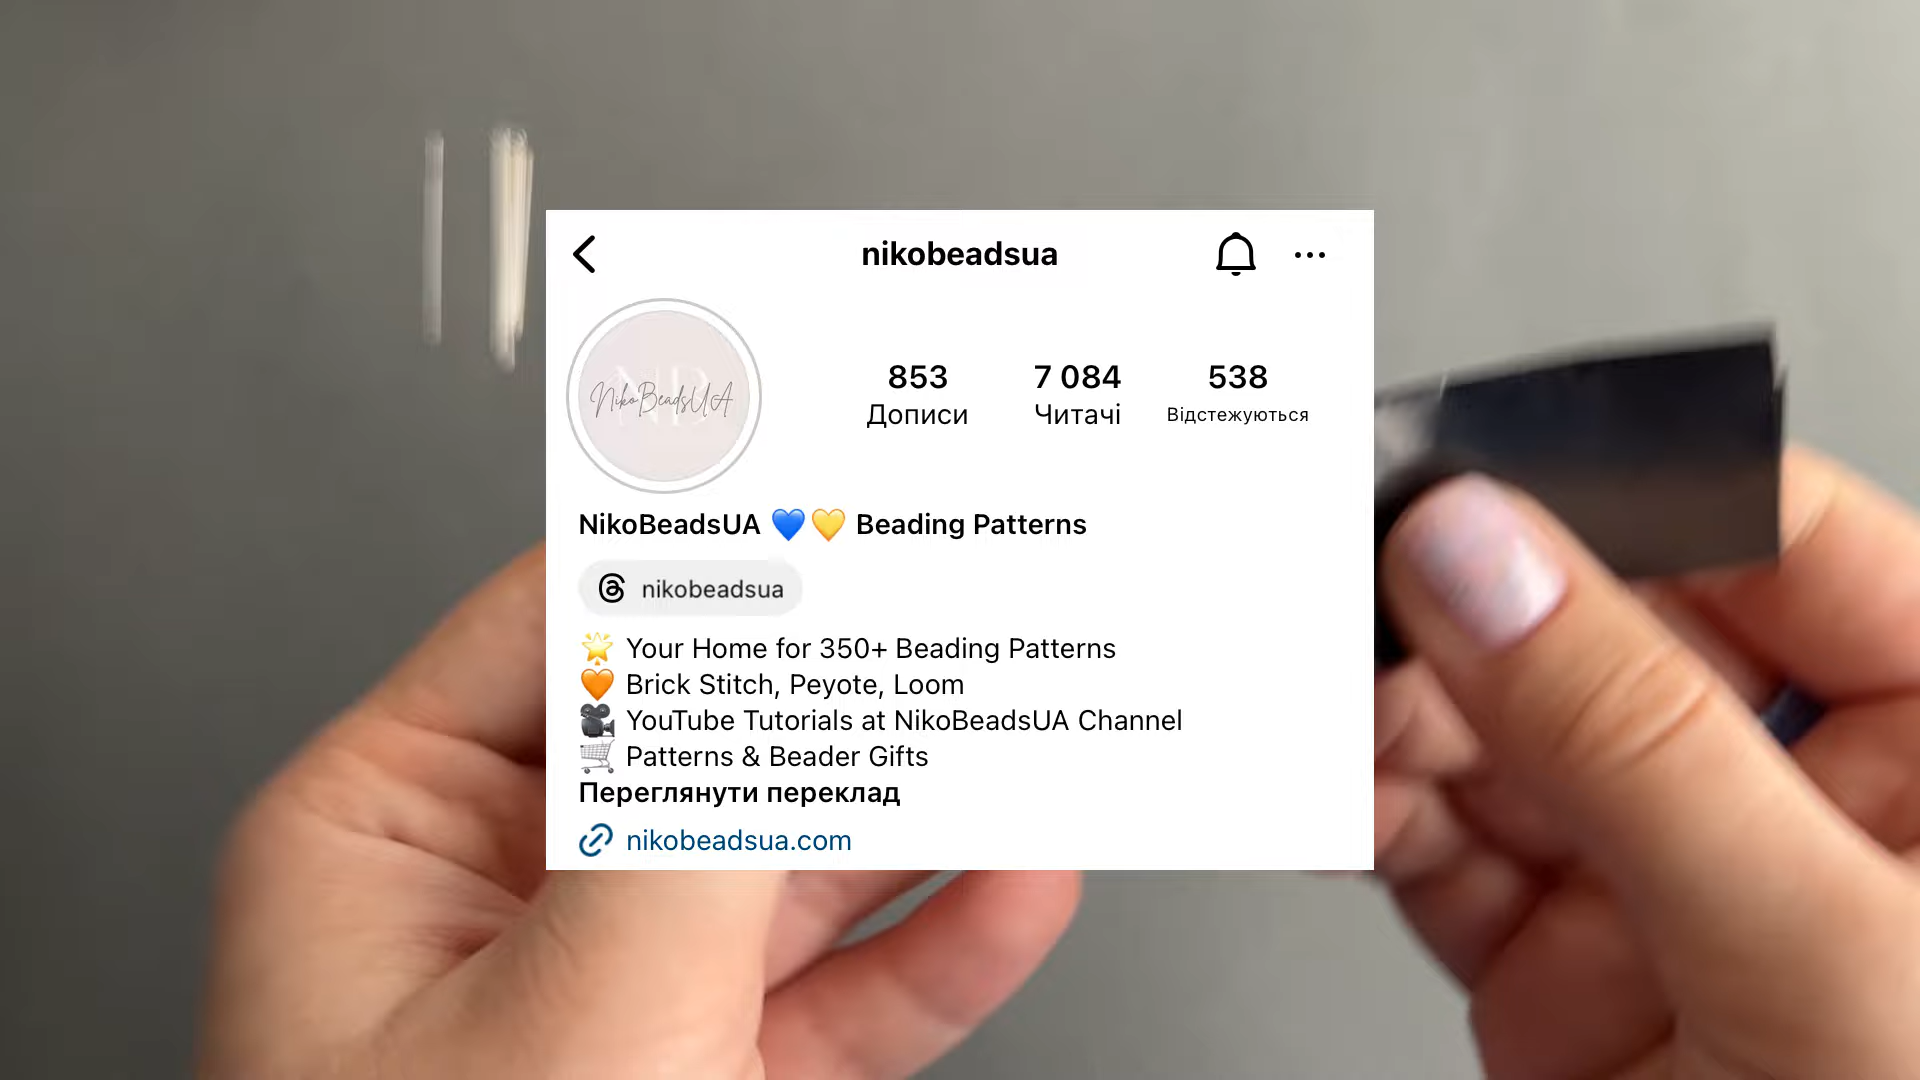 nikobeadsua
NikoBeadsUA
853
Дописи
7 084
Читачі
538
Відстежуються
NikoBeadsUA 💙💛 Beading Patterns
nikobeadsua
🌟 Your Home for 350+ Beading Patterns
🧡 Brick Stitch, Peyote, Loom
🎥 YouTube Tutorials at NikoBeadsUA Channel
🛒 Patterns & Beader Gifts
Переглянути переклад
nikobeadsua.com